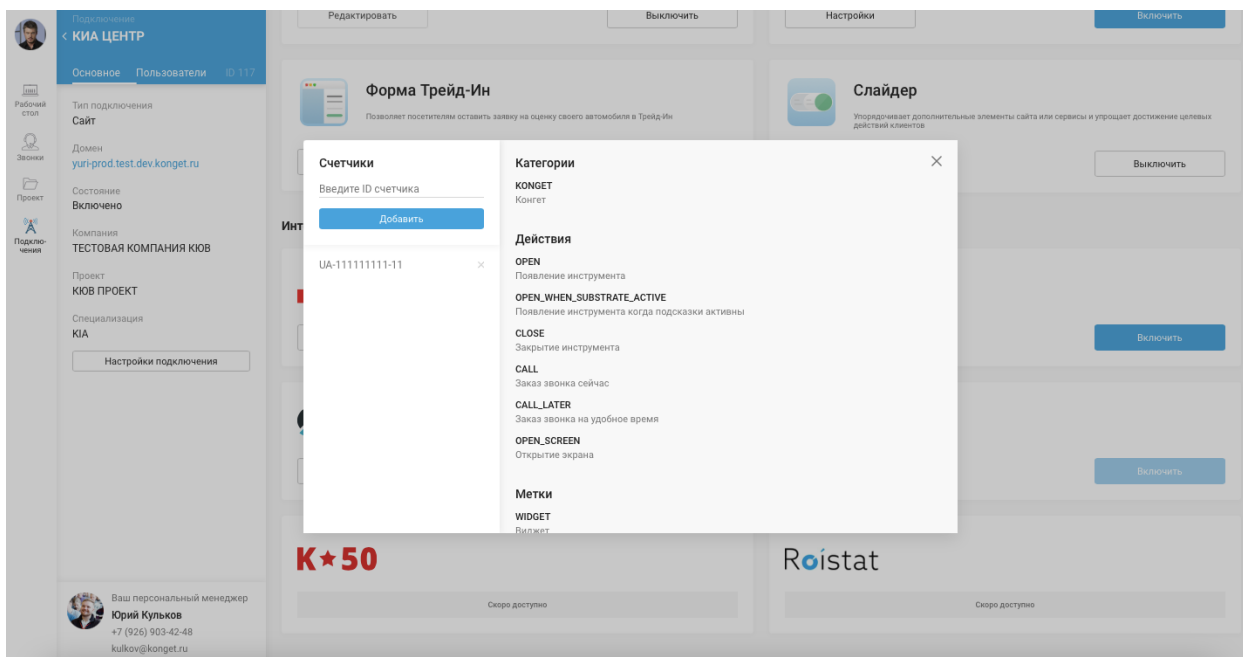 Подключение
< КИА ЦЕНТР
Основное Пользователи ID 117
Рабочий
стол
Звонки
Проект
Подклю-
чения
Тип подключения
Сайт
Домен
yuri-prod.test.dev.konget.ru
Состояние
Включено
Компания
ТЕСТОВАЯ КОМПАНИЯ КЮВ
Проект
КЮВ ПРОЕКТ
Специализация
KIA
Настройки подключения
Ваш персональный менеджер
Юрий Кульков
+7 (926) 903-42-48
kulkov@konget.ru
Редактировать
Выключить
Настройки
Включить
Форма Трейд-Ин
Позволяет посетителям оставить заявку на оценку своего автомобиля в Трейд-Ин
Слайдер
Упорядочивает дополнительные элементы сайта или сервисы и упрощает достижение целевых
действий клиентов
Выключить
Инт
Счетчики
Введите ID счетчика
Добавить
UA-111111111-11
Категории
KONGET
Конгет
Действия
OPEN
Появление инструмента
OPEN_WHEN_SUBSTRATE_ACTIVE
Появление инструмента когда подсказки активны
CLOSE
Закрытие инструмента
CALL
Заказ звонка сейчас
CALL_LATER
Заказ звонка на удобное время
OPEN_SCREEN
Открытие экрана
Метки
WIDGET
Виджет
Включить
Включить
K★50
Скоро доступно
Roistat
Скоро доступно